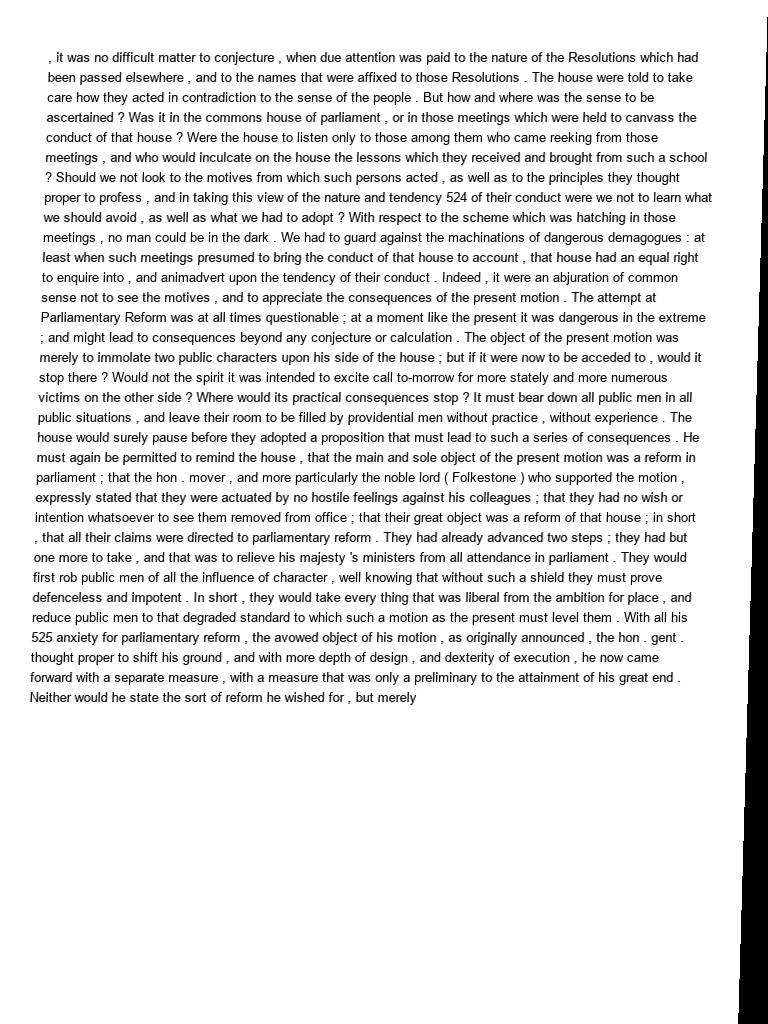 , it was no difficult matter to conjecture , when due attention was paid to the nature of the Resolutions which had
been passed elsewhere , and to the names that were affixed to those Resolutions . The house were told to take
care how they acted in contradiction to the sense of the people . But how and where was the sense to be
ascertained ? Was it in the commons house of parliament , or in those meetings which were held to canvass the
conduct of that house ? Were the house to listen only to those among them who came reeking from those
meetings , and who would inculcate on the house the lessons which they received and brought from such a school
? Should we not look to the motives from which such persons acted , as well as to the principles they thought
proper to profess , and in taking this view of the nature and tendency 524 of their conduct were we not to learn what
we should avoid , as well as what we had to adopt ? With respect to the scheme which was hatching in those
meetings , no man could be in the dark . We had to guard against the machinations of dangerous demagogues : at
least when such meetings presumed to bring the conduct of that house to account , that house had an equal right
to enquire into , and animadvert upon the tendency of their conduct . Indeed , it were an abjuration of common
sense not to see the motives , and to appreciate the consequences of the present motion . The attempt at
Parliamentary Reform was at all times questionable ; at a moment like the present it was dangerous in the extreme
; and might lead to consequences beyond any conjecture or calculation . The object of the present motion was
merely to immolate two public characters upon his side of the house ; but if it were now to be acceded to , would it
stop there ? Would not the spirit it was intended to excite call to-morrow for more stately and more numerous
victims on the other side ? Where would its practical consequences stop ? It must bear down all public men in all
public situations , and leave their room to be filled by providential men without practice , without experience . The
house would surely pause before they adopted a proposition that must lead to such a series of consequences . He
must again be permitted to remind the house , that the main and sole object of the present motion was a reform in
parliament ; that the hon . mover , and more particularly the noble lord ( Folkestone ) who supported the motion ,
expressly stated that they were actuated by no hostile feelings against his colleagues ; that they had no wish or
intention whatsoever to see them removed from office ; that their great object was a reform of that house ; in short
, that all their claims were directed to parliamentary reform . They had already advanced two steps ; they had but
one more to take , and that was to relieve his majesty 's ministers from all attendance in parliament . They would
first rob public men of all the influence of character , well knowing that without such a shield they must prove
defenceless and impotent . In short , they would take every thing that was liberal from the ambition for place , and
reduce public men to that degraded standard to which such a motion as the present must level them . With all his
525 anxiety for parliamentary reform , the avowed object of his motion , as originally announced , the hon . gent .
thought proper to shift his ground , and with more depth of design , and dexterity of execution , he now came
forward with a separate measure , with a measure that was only a preliminary to the attainment of his great end .
Neither would he state the sort of reform he wished for , but merely